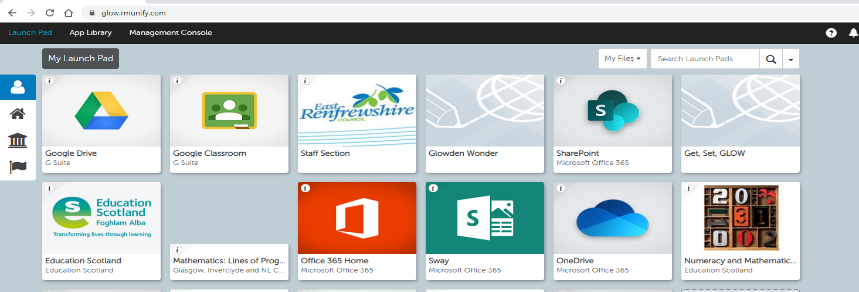 glow.rmunify.com
Launch Pad App Library Management Console
My Launch Pad
My Files
Search Launch Pads
Google Drive
G Suite
Google Classroom
G Suite
East
Renfrewshire
COUNCIL
Staff Section
Glowden Wonder
S
SharePoint
Microsoft Office 365
Get, Set, GLOW
Education
Scotland
Foghlam Alba
Transforming lives through learning
Education Scotland
Education Scotland
Mathematics: Lines of Prog...
Glasgow, Inverclyde and NL C...
Office 365 Home
Microsoft Office 365
S
Sway
Microsoft Office 365
OneDrive
Microsoft Office 365
Numeracy and Mathematic...
Education Scotland